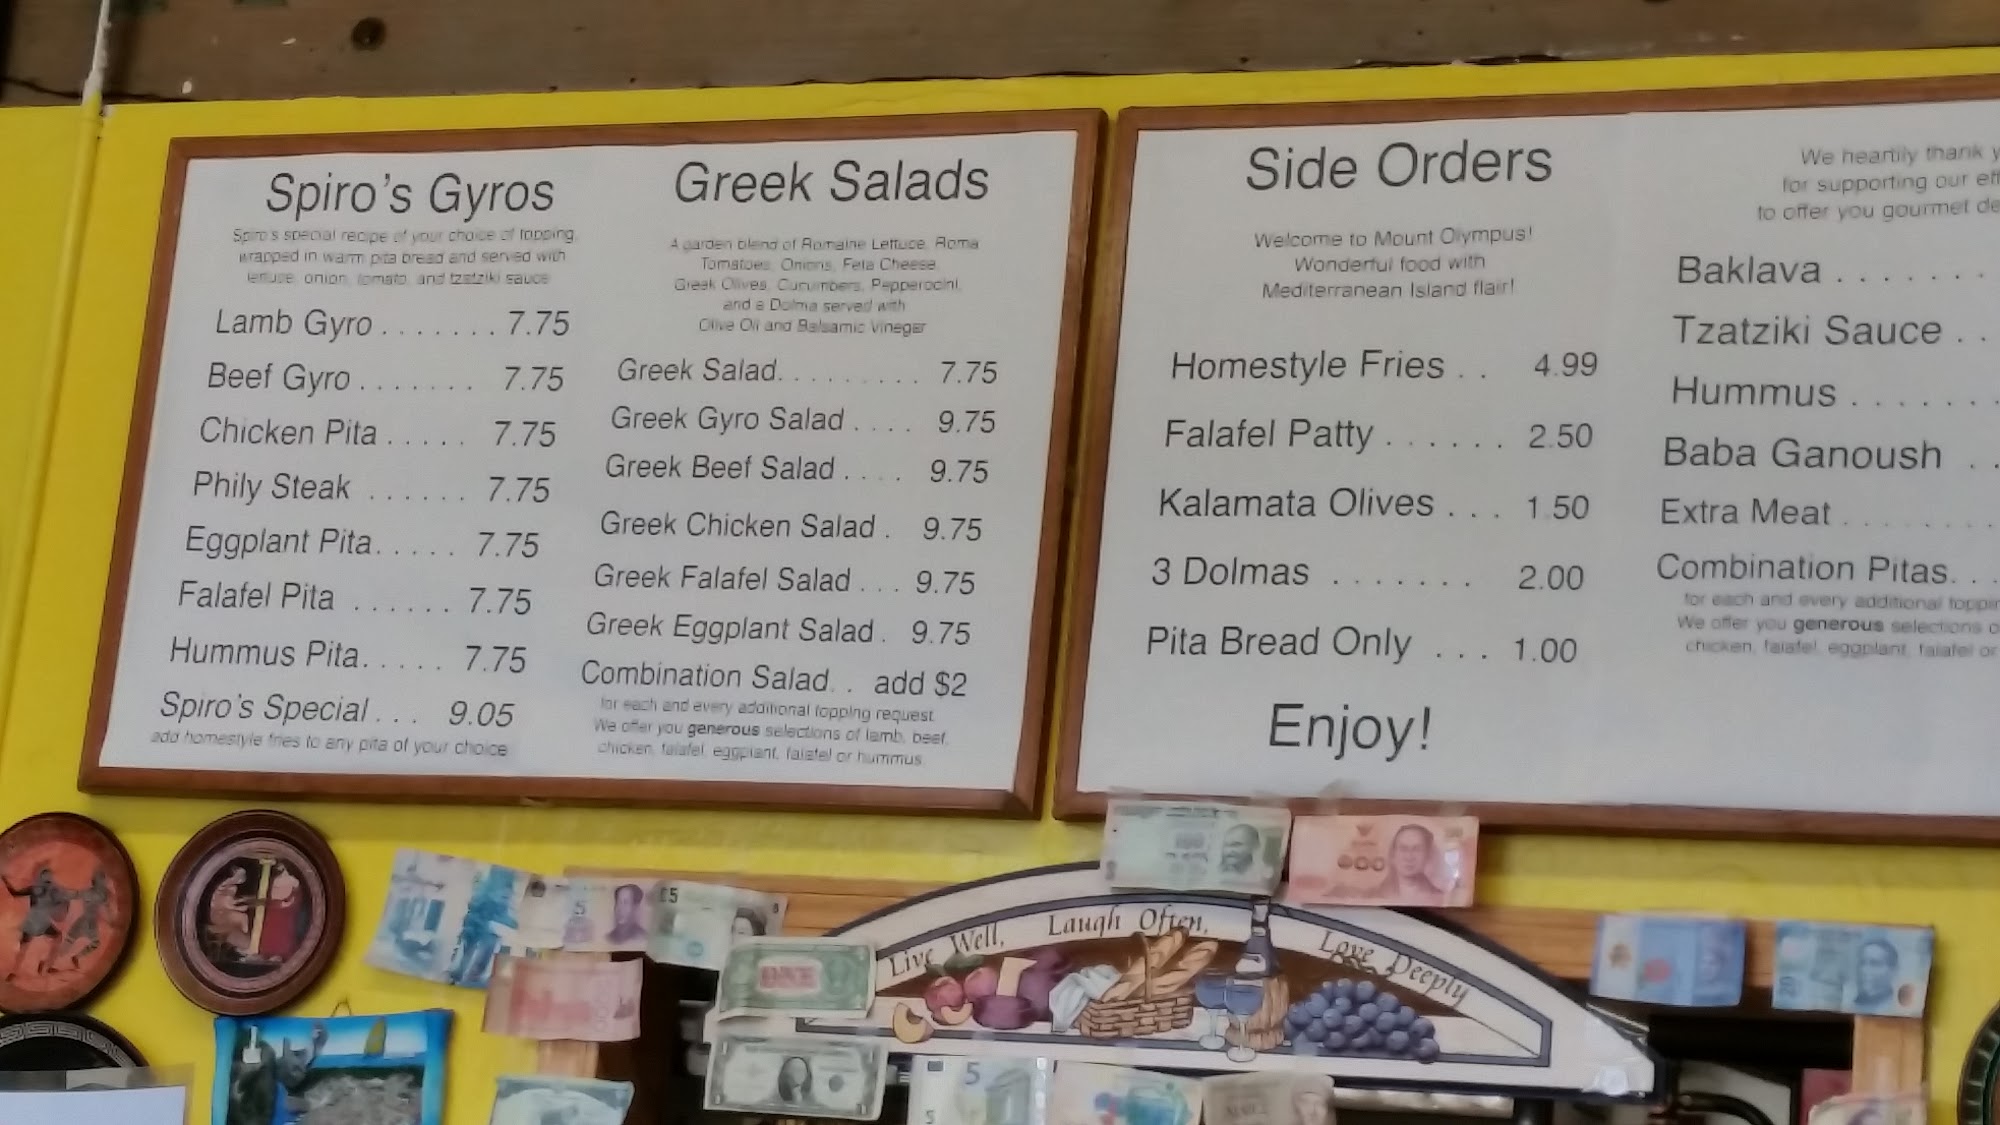 Spiro's Gyros
Spiro's special recipe of your choice of topping,
wrapped in warm pita bread and served with
lettuce, onion, tomato, and tzatziki sauce
Lamb Gyro . . . . . . . 7.75
Beef Gyro . . . . . . . 7.75
Chicken Pita . . . . . 7.75
Phily Steak . . . . . . 7.75
Eggplant Pita . . . . . 7.75
Falafel Pita . . . . . . 7.75
Hummus Pita . . . . . 7.75
Spiro's Special . . . 9.05
add homestyle fries to any pita of your choice
Greek Salads
A garden blend of Romaine Lettuce, Roma
Tomatoes, Onions, Feta Cheese,
Greek Olives, Cucumbers, Pepperocini,
and a Dolma served with
Olive Oil and Balsamic Vinegar
Greek Salad. . . . . . . . . 7.75
Greek Gyro Salad . . . . 9.75
Greek Beef Salad . . . . 9.75
Greek Chicken Salad . 9.75
Greek Falafel Salad . . . 9.75
Greek Eggplant Salad . 9.75
Combination Salad. . add $2
for each and every additional topping request.
We offer you generous selections of lamb, beef,
chicken, falafel, eggplant, falafel or hummus
Side Orders
Welcome to Mount Olympus!
Wonderful food with
Mediterranean Island flair!
Homestyle Fries . . 4.99
Falafel Patty . . . . . . 2.50
Kalamata Olives . . . 1.50
3 Dolmas . . . . . . . 2.00
Pita Bread Only . . . 1.00
Enjoy!
We heartily thank
for supporting our
to offer you gourmet
Baklava . . . . . . .
Tzatziki Sauce . .
Hummus . . . . . . .
Baba Ganoush . .
Extra Meat . . . . . . . .
Combination Pitas. . .
for each and every additional
We offer you generous selections
chicken, falafel, eggplant, falafel or
Live Well, Laugh Often, Love Deeply
100
£5
5
ONE
1
5
5
20